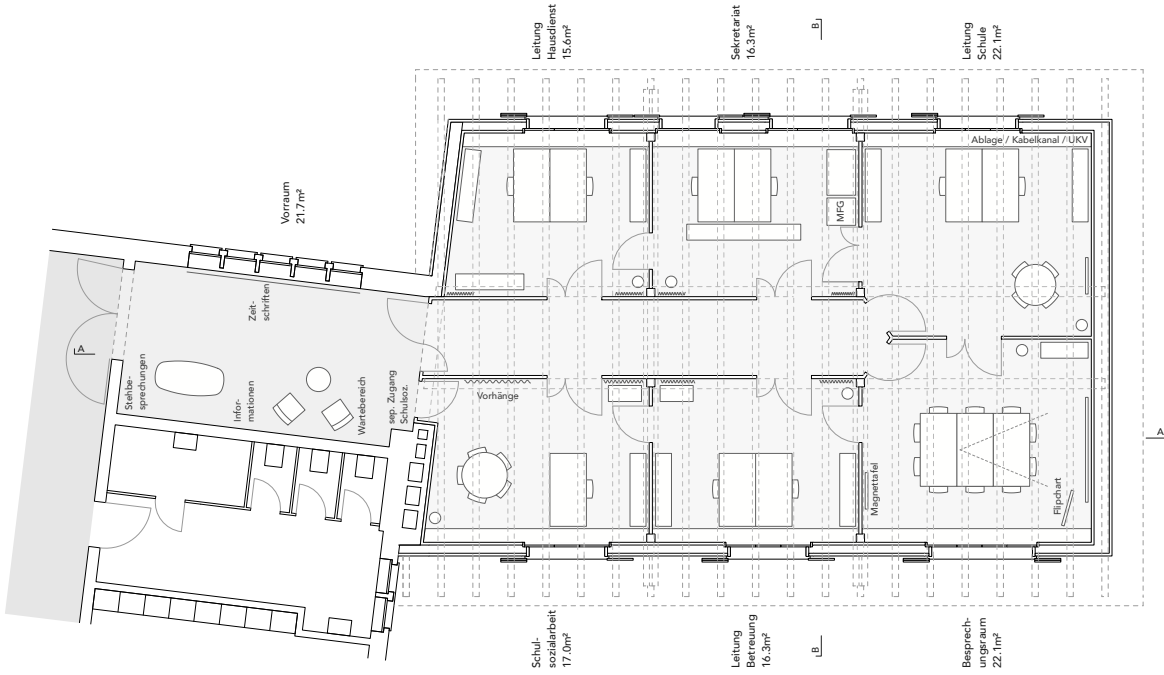 Leitung
Hausdienst
15.6m²
Sekretariat
16.3m²
B
Leitung
Schule
22.1m²
Ablage / Kabelkanal / UKV
Vorraum
21.7m²
MFG
Zeit-
schriften
A
Stehbe-
sprechungen
Infor-
mationen
Wartebereich
sep. Zugang
Schulsoz.
Vorhänge
A
Magnettafel
Flipchart
Schul-
sozialarbeit
17.0m²
Leitung
Betreuung
16.3m²
B
Besprech-
ungsraum
22.1m²